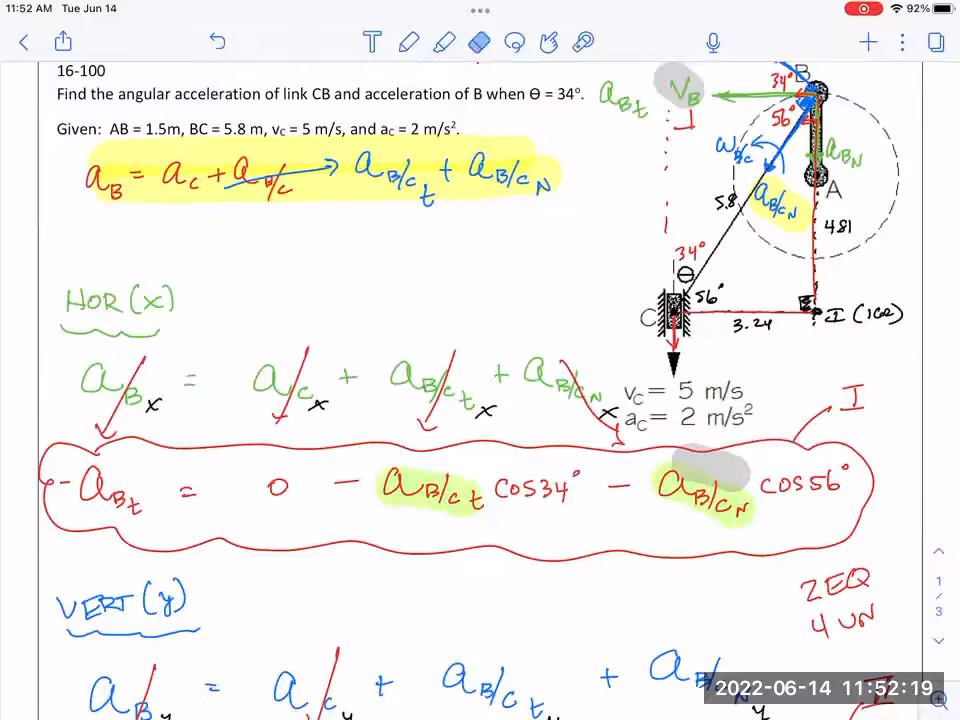 11:52 AM Tue Jun 14
92%
16-100
Find the angular acceleration of link CB and acceleration of B when Θ = 34°.
Given: AB = 1.5m, BC = 5.8 m, vC = 5 m/s, and aC = 2 m/s².
aB = aC + aB/C → aB/Ct + aB/CN
aBt
VB
B
34°
56°
ωB/C
aBN
A
aB/CN
5.8
4.81
34°
Θ
56°
C
3.24
I (IC@)
vC = 5 m/s
aC = 2 m/s²
HOR (x)
aBx = aCx + aB/Ctx + aB/CNx
I
-aBt = 0 - aB/Ct cos34° - aB/CN cos56°
2 EQ
4 UN
VERT (y)
aBy = aCy + aB/Cty + aB/CNy
II
1
/
3
2022-06-14 11:52:19